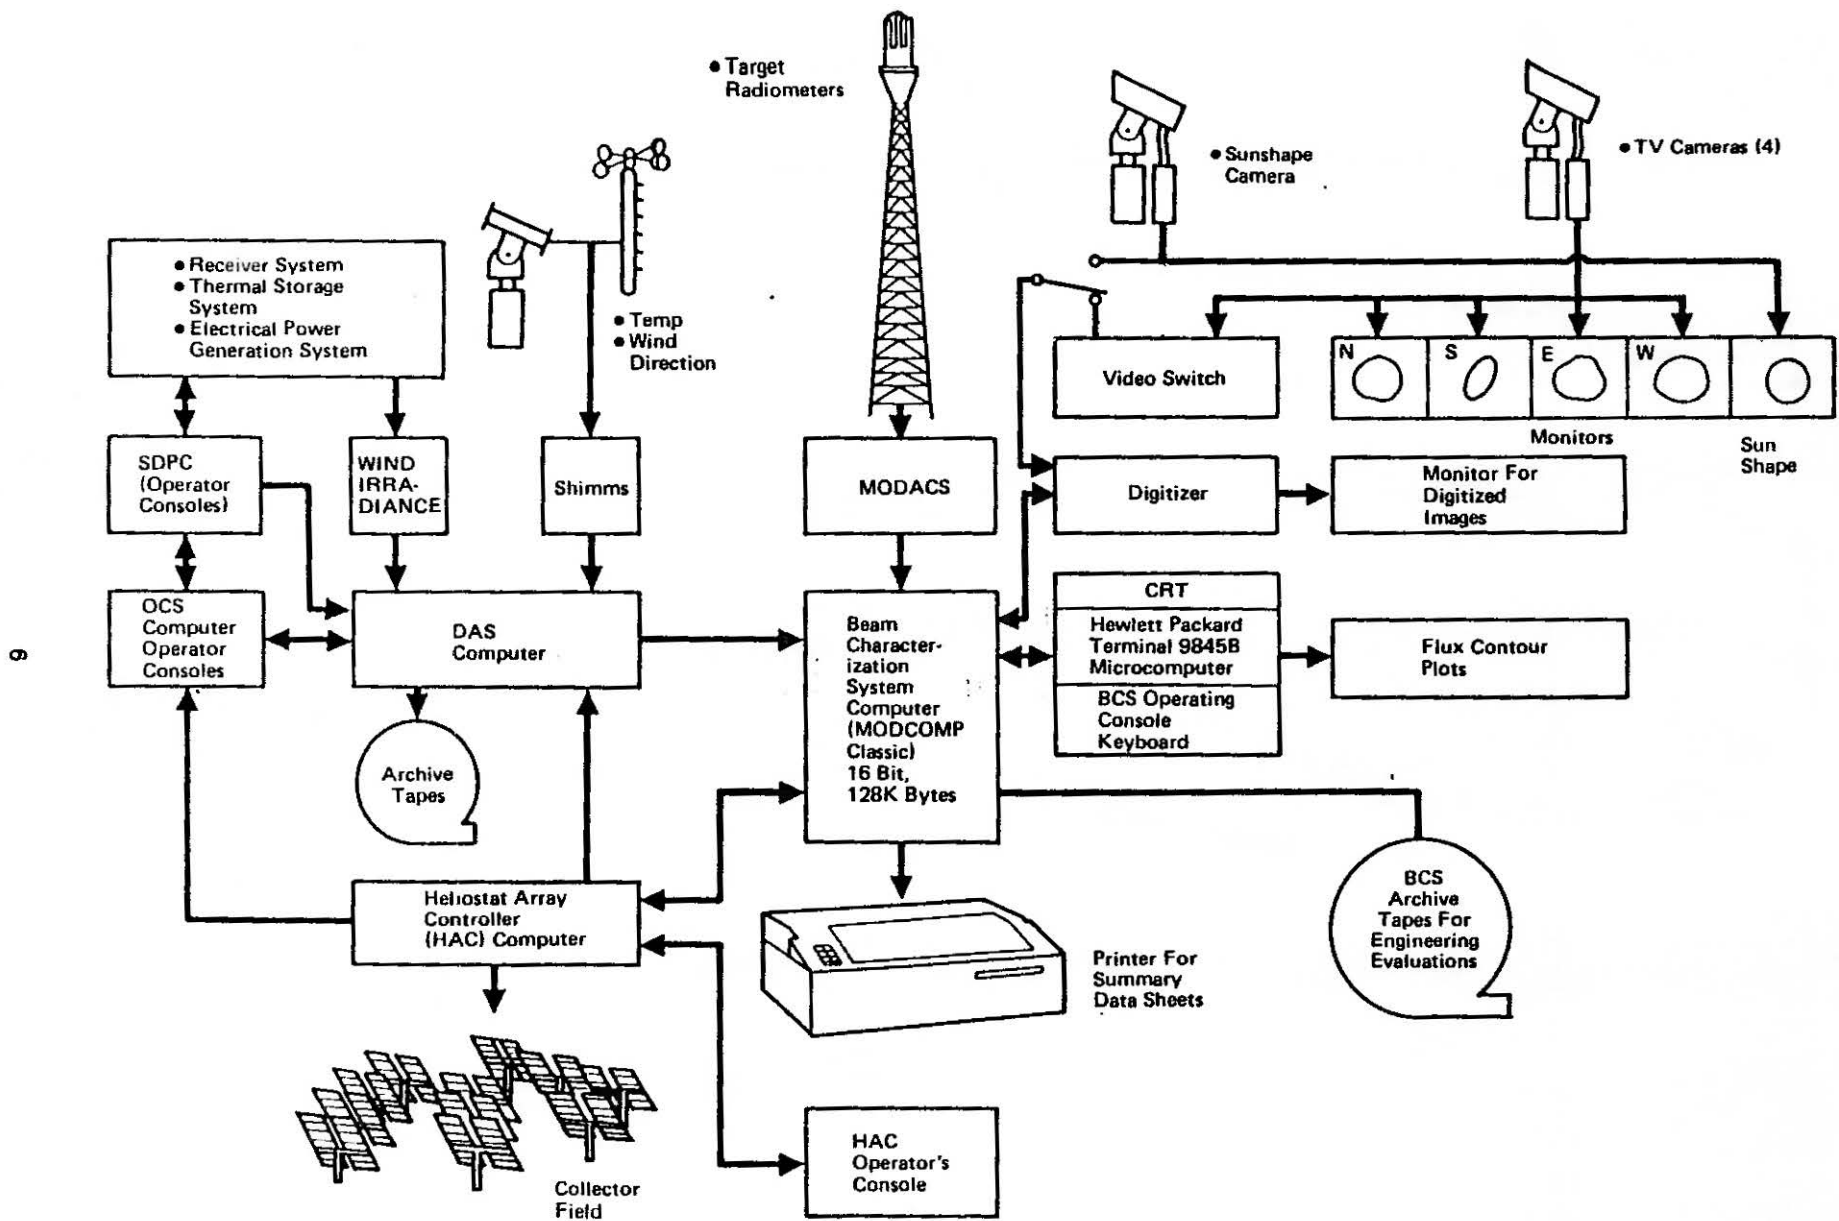 • Target
Radiometers
• Sunshape
Camera
• TV Cameras (4)
• Receiver System
• Thermal Storage
System
• Electrical Power
Generation System
• Temp
• Wind
Direction
Video Switch
N
S
E
W
Monitors
Sun
Shape
SDPC
(Operator
Consoles)
WIND
IRRA-
DIANCE
Shimms
MODACS
Digitizer
Monitor For
Digitized
Images
OCS
Computer
Operator
Consoles
DAS
Computer
Beam
Character-
ization
System
Computer
(MODCOMP
Classic)
16 Bit,
128K Bytes
CRT
Hewlett Packard
Terminal 9845B
Microcomputer
BCS Operating
Console
Keyboard
Flux Contour
Plots
9
Archive
Tapes
Heliostat Array
Controller
(HAC) Computer
Printer For
Summary
Data Sheets
BCS
Archive
Tapes For
Engineering
Evaluations
HAC
Operator's
Console
Collector
Field